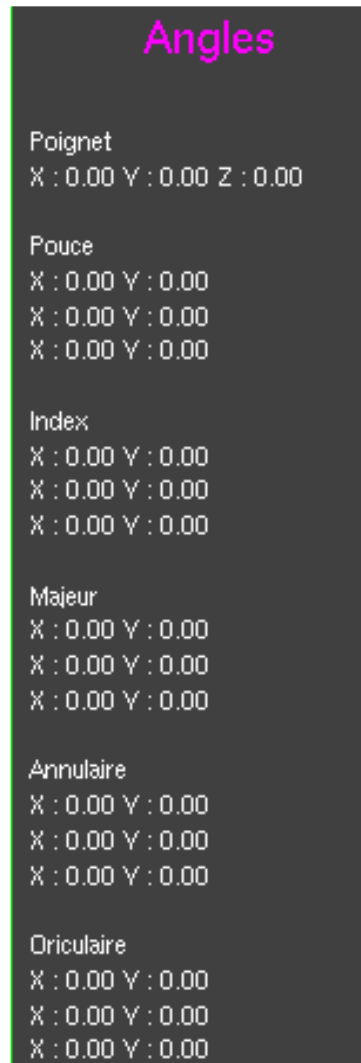 Angles
Poignet
X : 0.00 Y : 0.00 Z : 0.00
Pouce
X : 0.00 Y : 0.00
X : 0.00 Y : 0.00
X : 0.00 Y : 0.00
Index
X : 0.00 Y : 0.00
X : 0.00 Y : 0.00
X : 0.00 Y : 0.00
Majeur
X : 0.00 Y : 0.00
X : 0.00 Y : 0.00
X : 0.00 Y : 0.00
Annulaire
X : 0.00 Y : 0.00
X : 0.00 Y : 0.00
X : 0.00 Y : 0.00
Oriculaire
X : 0.00 Y : 0.00
X : 0.00 Y : 0.00
X : 0.00 Y : 0.00